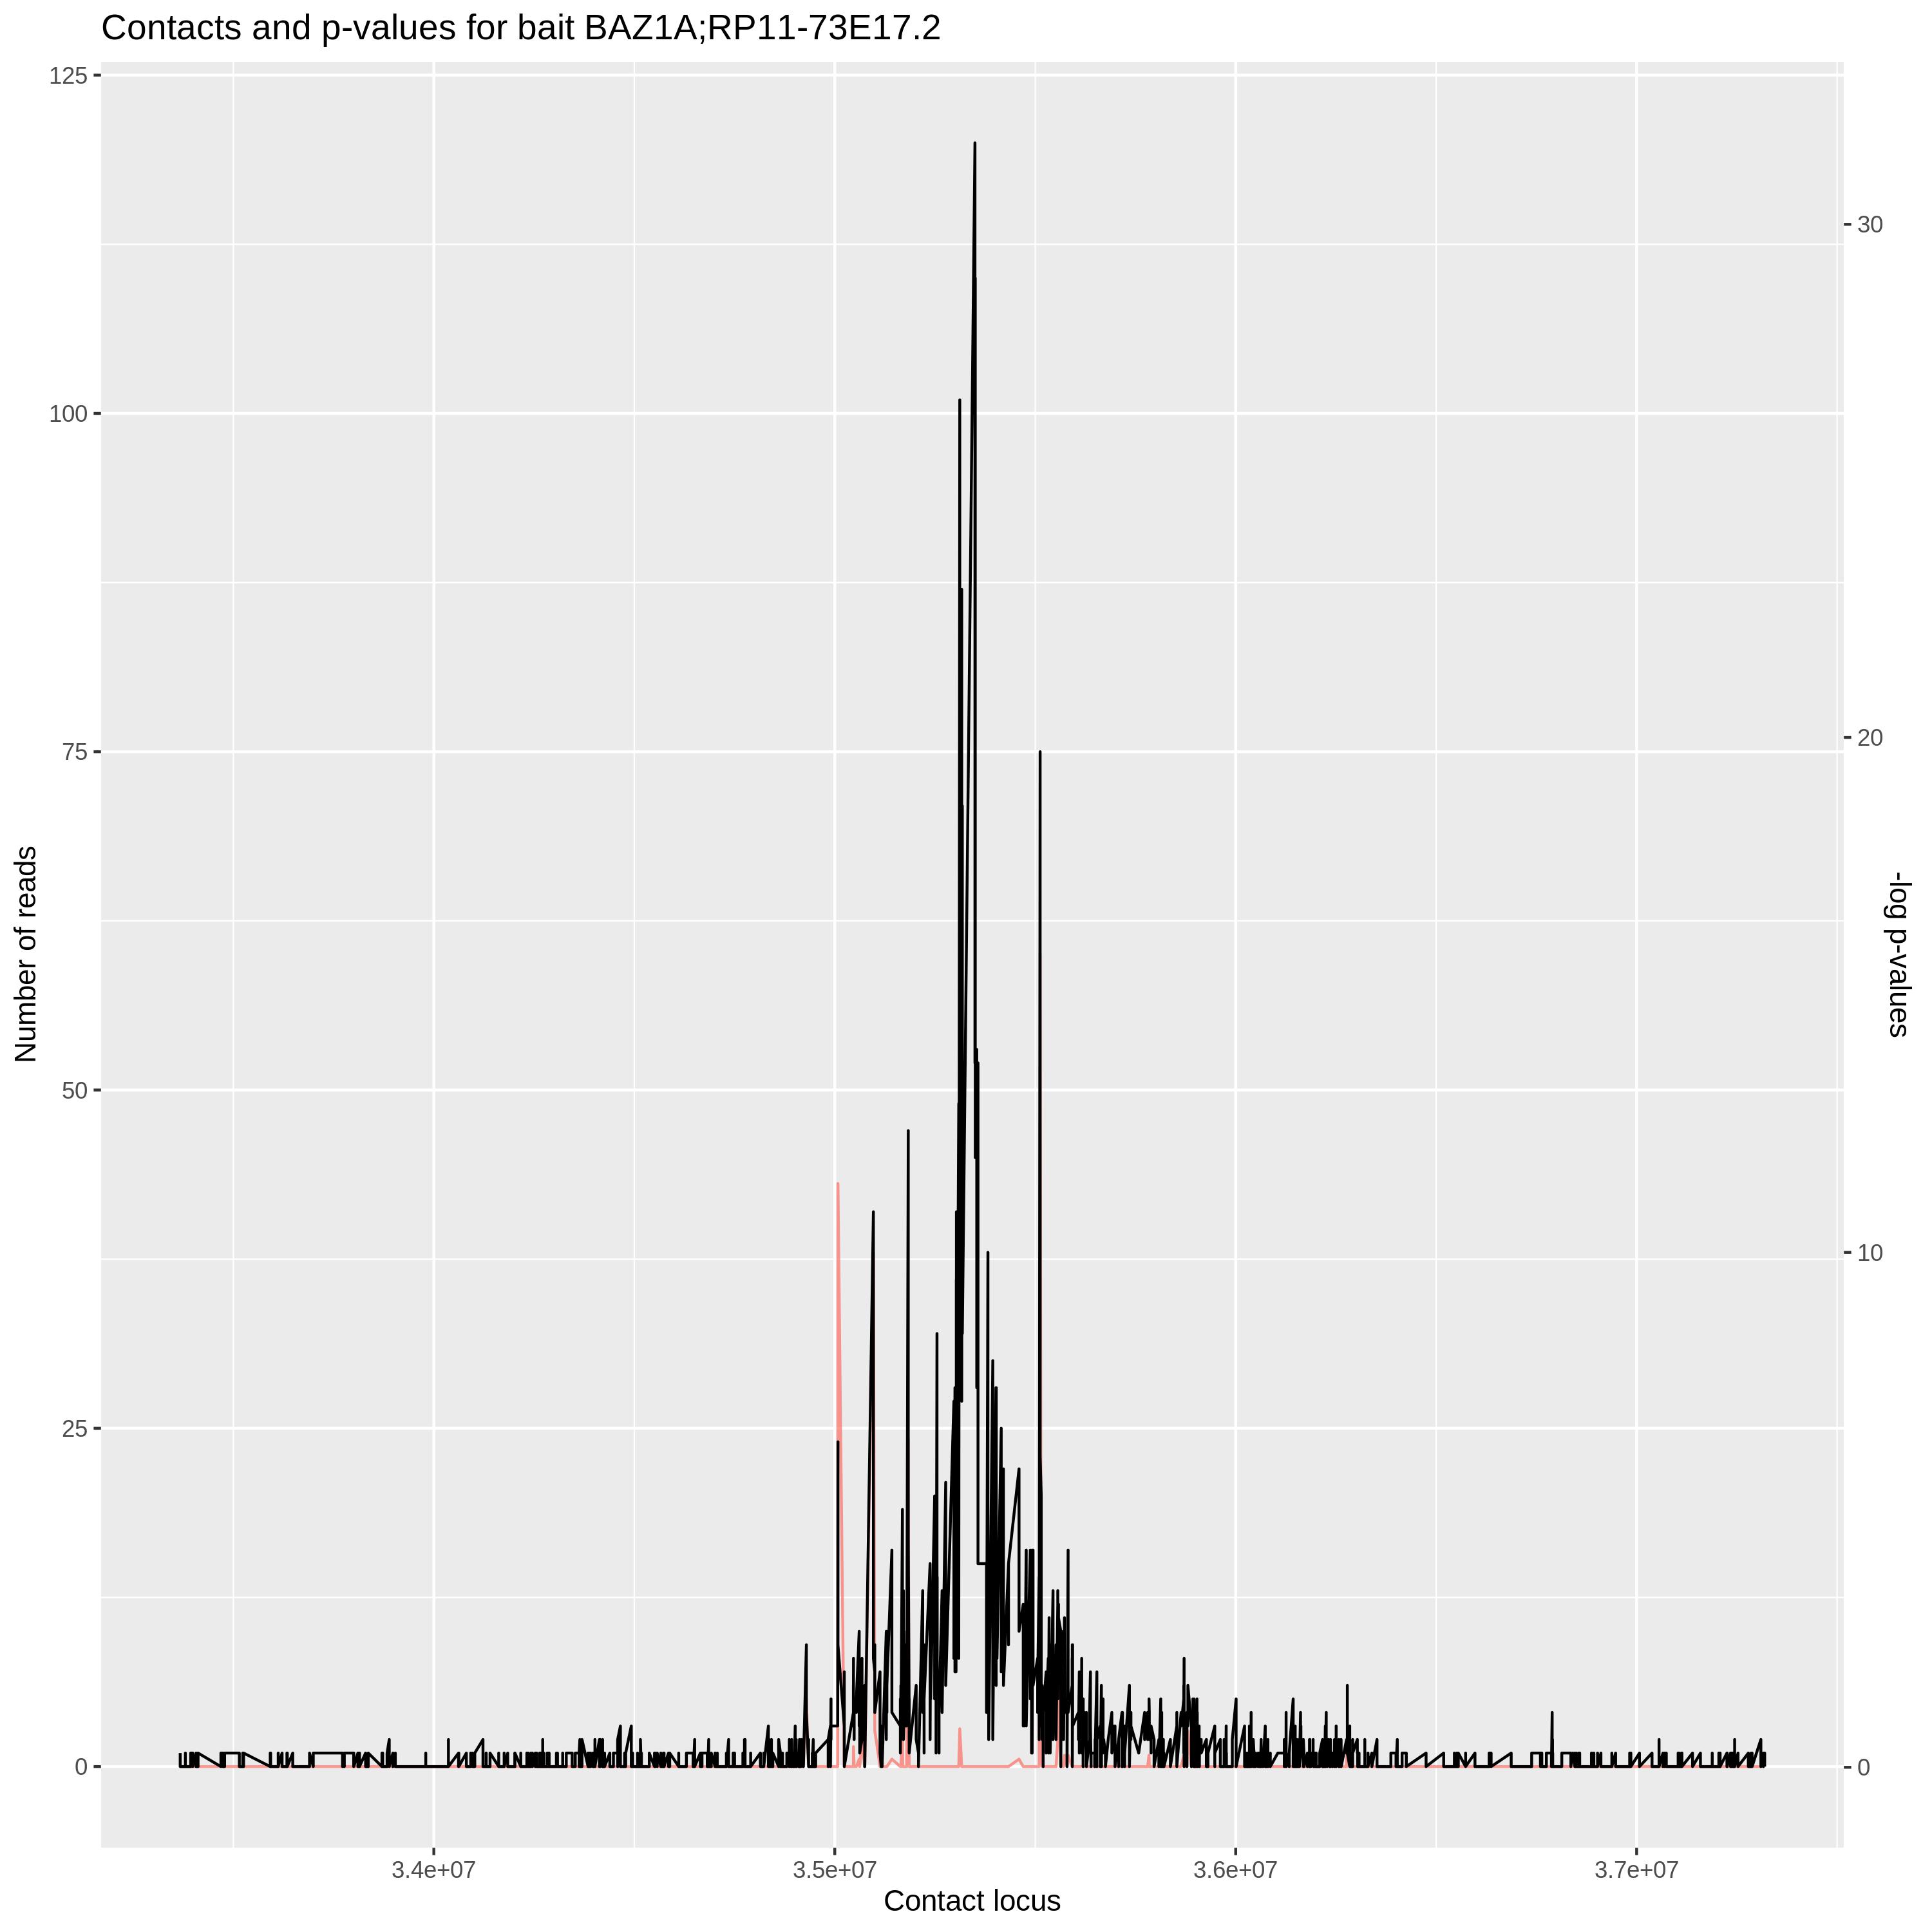 Contacts and p-values for bait BAZ1A;RP11-73E17.2
125
100
75
50
25
0
Number of reads
30
20
10
0
-log p-values
3.4e+07
3.5e+07
3.6e+07
3.7e+07
Contact locus